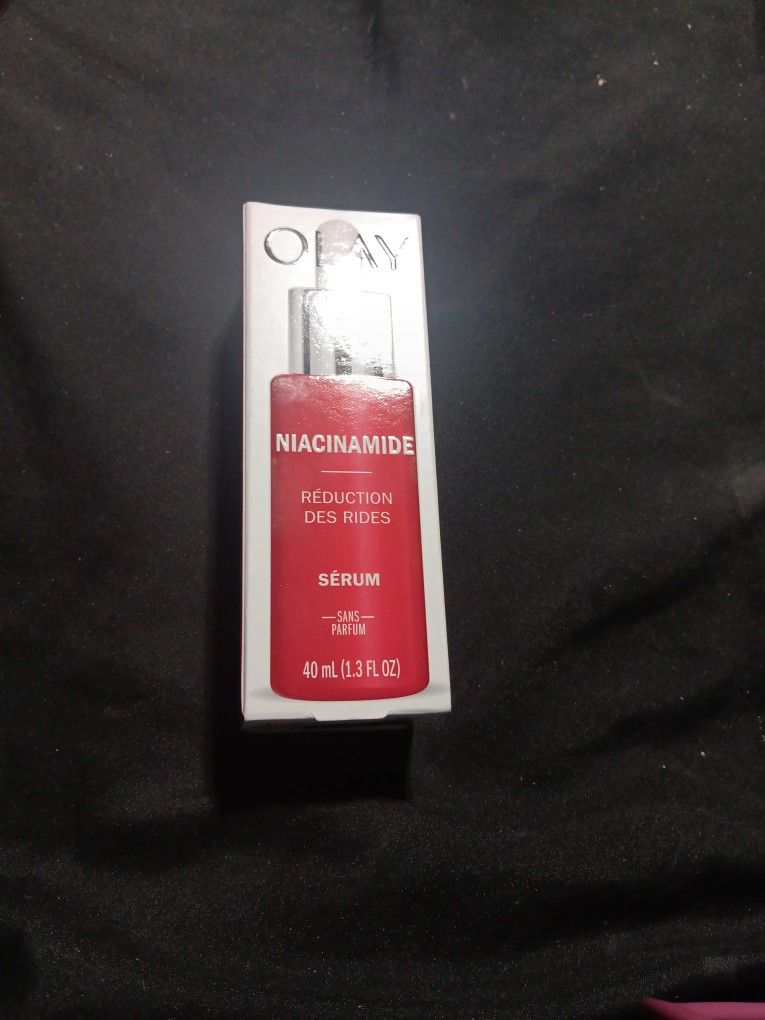 OLAY
NIACINAMIDE
RÉDUCTION
DES RIDES
SÉRUM
—SANS—
PARFUM
40 mL (1.3 FL OZ)